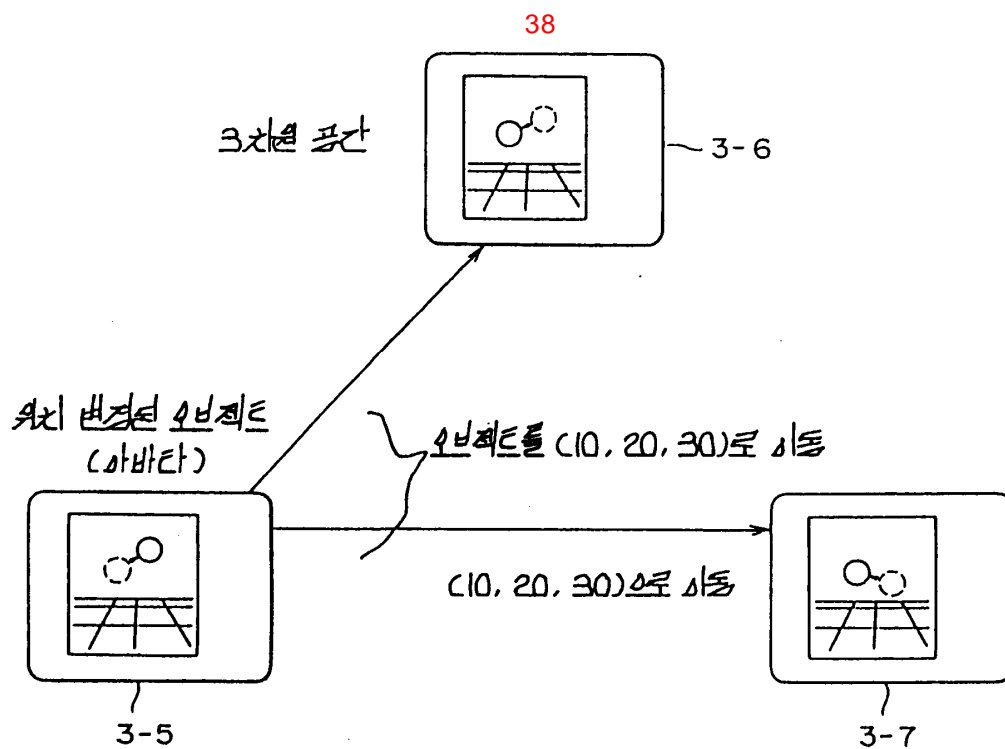 38
3차원 공간
3-6
위치 변경된 오브젝트
(아바타)
오브젝트를 (10, 20, 30)로 이동
(10, 20, 30)으로 이동
3-5
3-7